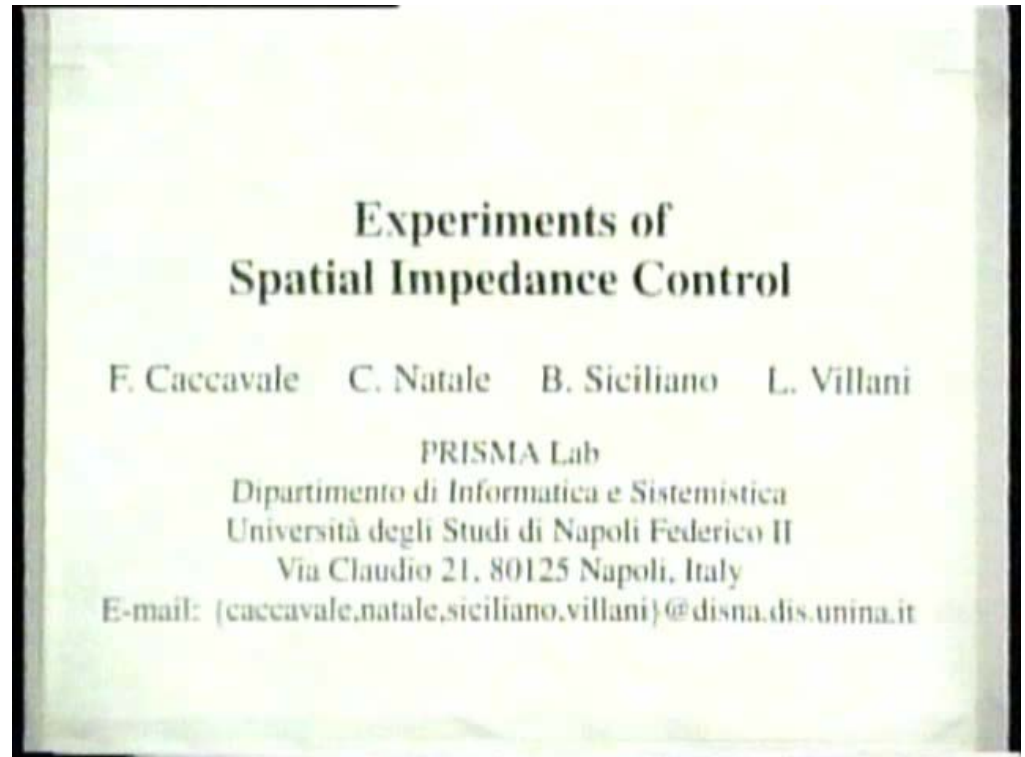 Experiments of
Spatial Impedance Control
F. Caccavale C. Natale B. Siciliano L. Villani
PRISMA Lab
Dipartimento di Informatica e Sistemistica
Università degli Studi di Napoli Federico II
Via Claudio 21, 80125 Napoli, Italy
E-mail: {caccavale,natale,siciliano,villani}@disna.dis.unina.it